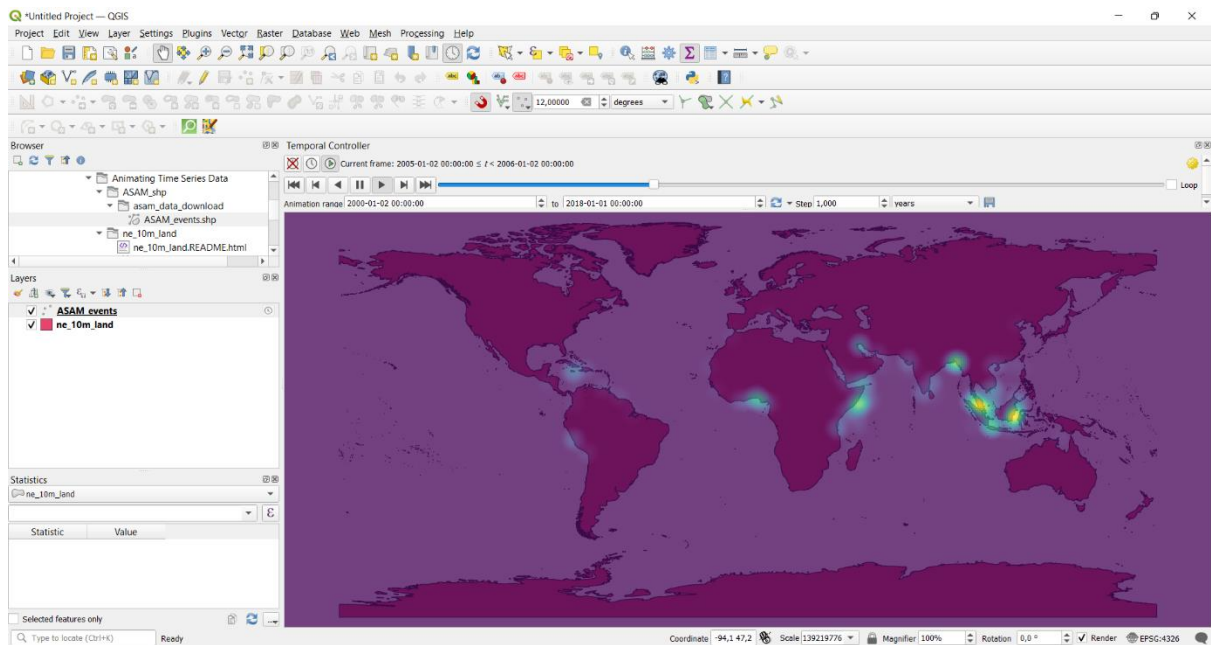 *Untitled Project — QGIS
Project Edit View Layer Settings Plugins Vector Raster Database Web Mesh Processing Help
12,00000 degrees
Browser
Animating Time Series Data
ASAM_shp
asam_data_download
ASAM_events.shp
ne_10m_land
ne_10m_land.README.html
Layers
ASAM events
ne_10m_land
Statistics
ne_10m_land
Statistic Value
Selected features only
Temporal Controller
Current frame: 2005-01-02 00:00:00 ≤ t < 2006-01-02 00:00:00
Loop
Animation range 2000-01-02 00:00:00 to 2018-01-01 00:00:00 Step 1,000 years
Type to locate (Ctrl+K) Ready Coordinate -94,1 47,2 Scale 139219776 Magnifier 100% Rotation 0,0 ° Render EPSG:4326